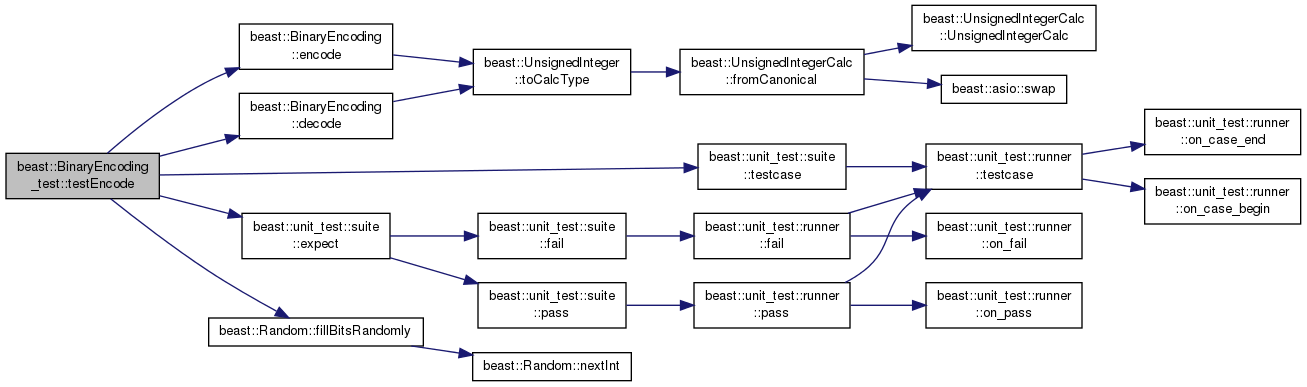 beast::BinaryEncoding
_test::testEncode
beast::BinaryEncoding
::encode
beast::BinaryEncoding
::decode
beast::UnsignedInteger
::toCalcType
beast::UnsignedIntegerCalc
::fromCanonical
beast::UnsignedIntegerCalc
::UnsignedIntegerCalc
beast::asio::swap
beast::unit_test::suite
::testcase
beast::unit_test::runner
::testcase
beast::unit_test::runner
::on_case_end
beast::unit_test::runner
::on_case_begin
beast::unit_test::suite
::expect
beast::unit_test::suite
::fail
beast::unit_test::runner
::fail
beast::unit_test::runner
::on_fail
beast::unit_test::suite
::pass
beast::unit_test::runner
::pass
beast::unit_test::runner
::on_pass
beast::Random::fillBitsRandomly
beast::Random::nextInt